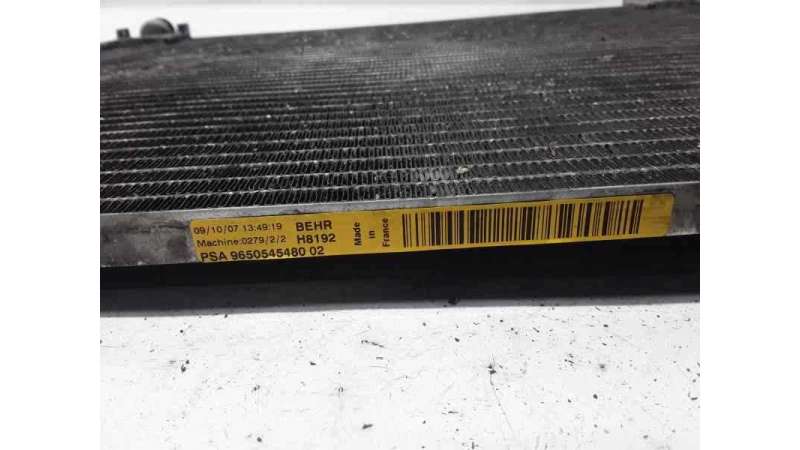 09/10/07 13:49:19 BEHR
Machine:0279/2/2 H8192
PSA 9650545480 02
Made
in
France